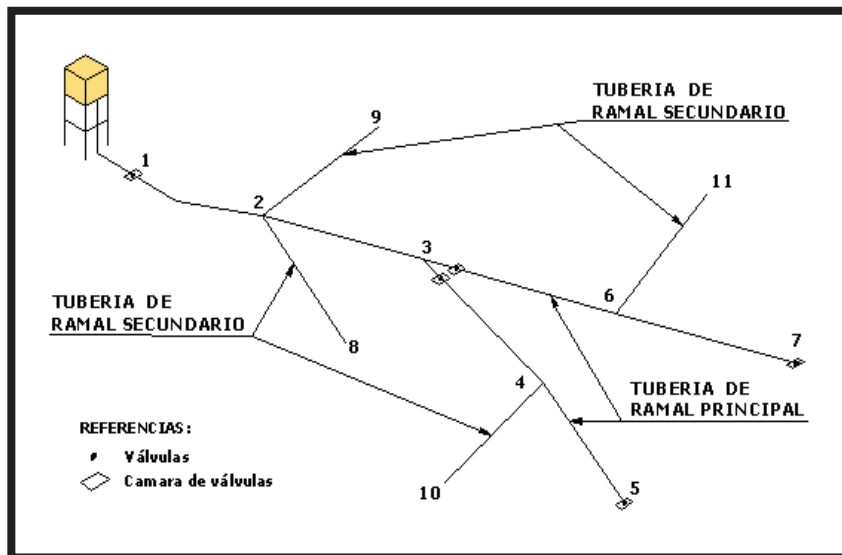 TUBERIA DE
RAMAL SECUNDARIO
9
1
11
2
3
6
TUBERIA DE
RAMAL SECUNDARIO
8
7
4
TUBERIA DE
RAMAL PRINCIPAL
REFERENCIAS:
Válvulas
Camara de válvulas
10
5